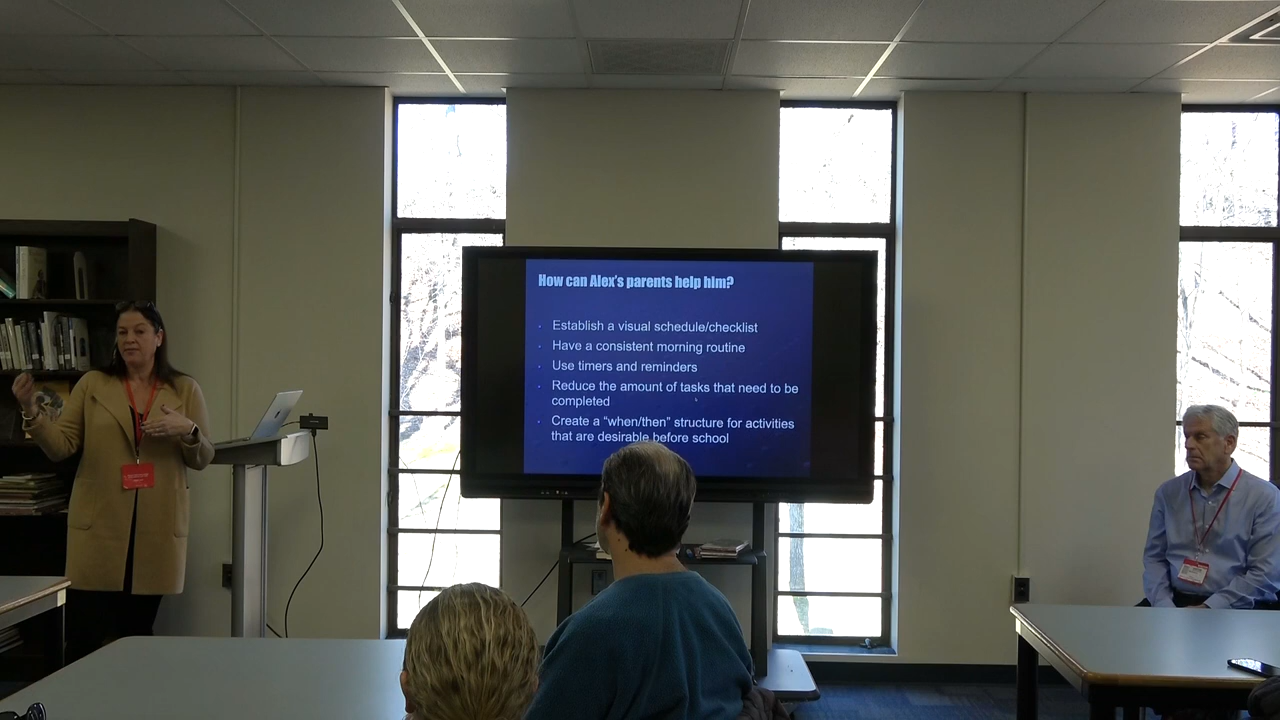 How can Alex's parents help him?
Establish a visual schedule/checklist
Have a consistent morning routine
Use timers and reminders
Reduce the amount of tasks that need to be
completed
Create a “when/then” structure for activities
that are desirable before school